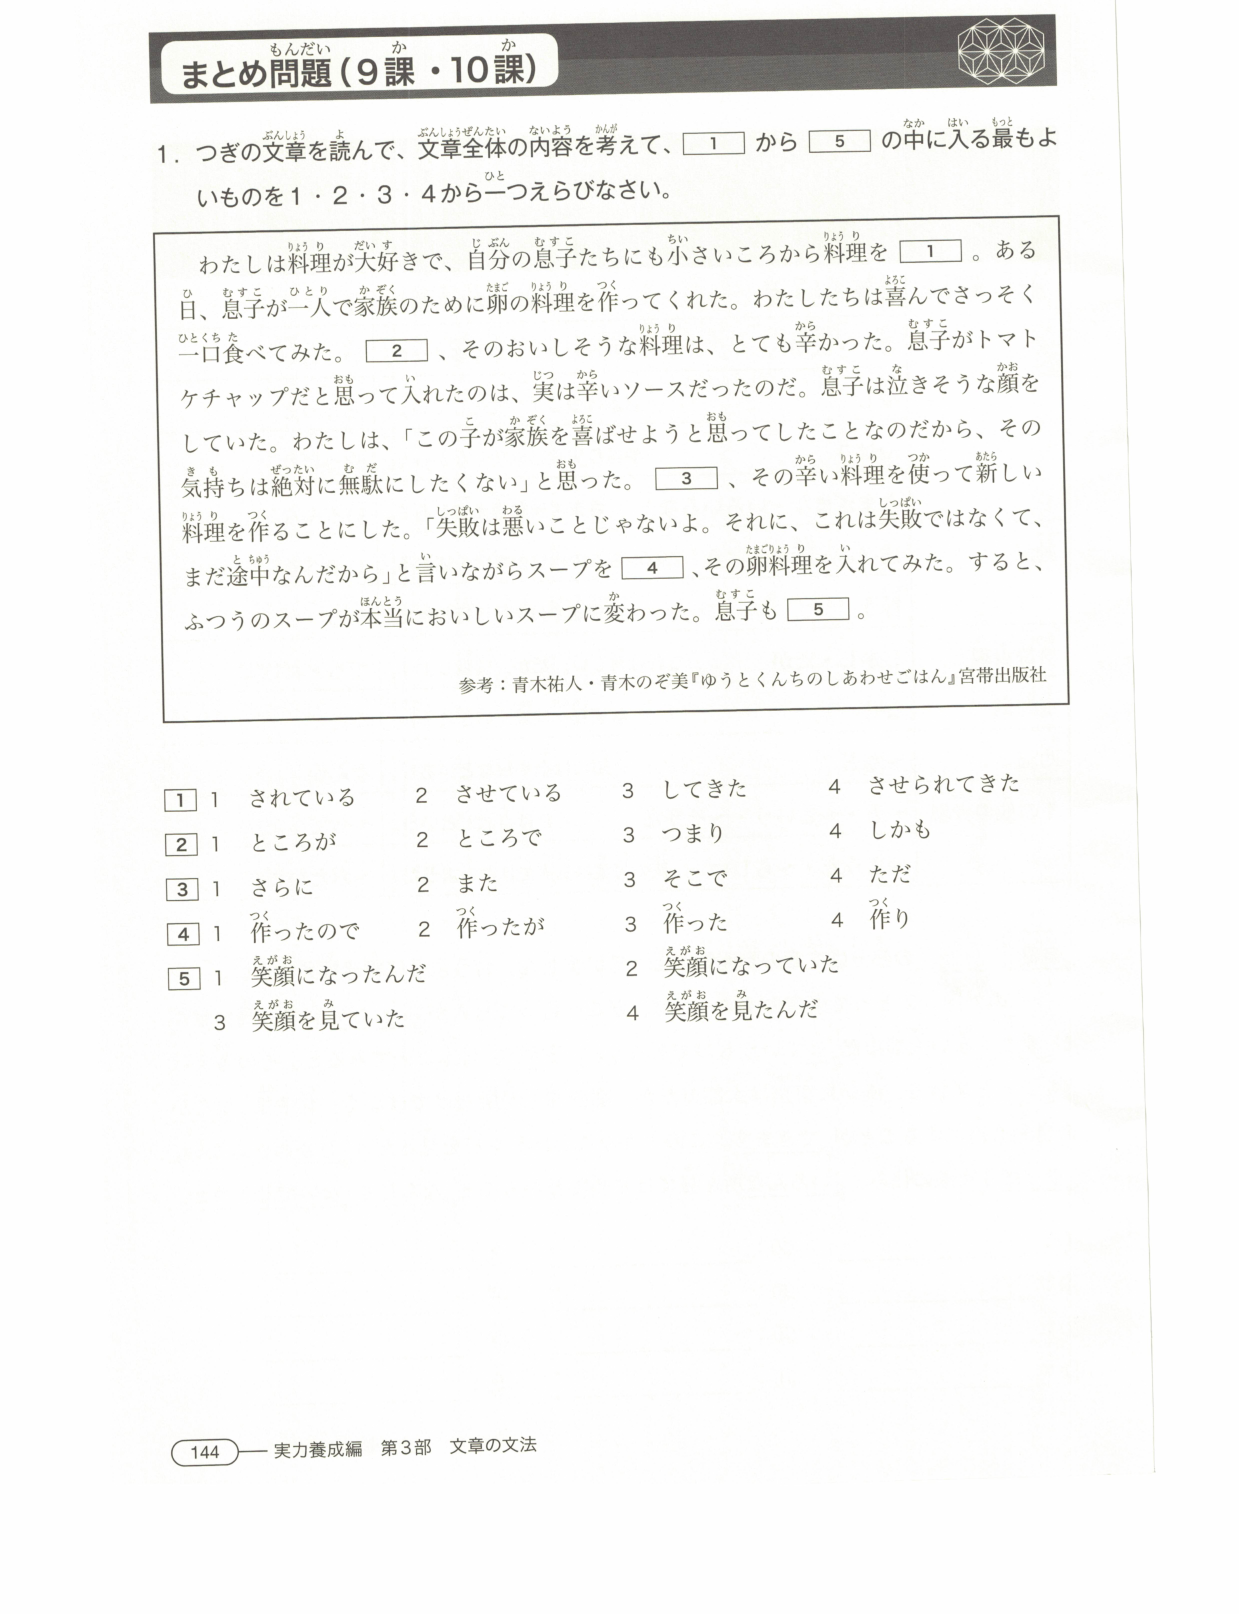 まとめ問題(9課・10課)
1. つぎの文章を読んで、文章全体の内容を考えて、 1 から 5 の中に入る最もよ
いものを1・2・3・4から一つえらびなさい。
わたしは料理が大好きで、自分の息子たちにも小さいころから料理を 1 。ある
日、息子が一人で家族のために卵の料理を作ってくれた。わたしたちは喜んでさっそく
一口食べてみた。 2 、そのおいしそうな料理は、とても辛かった。息子がトマト
ケチャップだと思って入れたのは、実は辛いソースだったのだ。息子は泣きそうな顔を
していた。わたしは、「この子が家族を喜ばせようと思ってしたことなのだから、その
気持ちは絶対に無駄にしたくない」と思った。 3 、その辛い料理を使って新しい
料理を作ることにした。「失敗は悪いことじゃないよ。それに、これは失敗ではなくて、
まだ途中なんだから」と言いながらスープを 4 、その卵料理を入れてみた。すると、
ふつうのスープが本当においしいスープに変わった。息子も 5 。
参考：青木祐人・青木のぞ美『ゆうとくんちのしあわせごはん』宮帯出版社
1 1 されている 2 させている 3 してきた 4 させられてきた
2 1 ところが 2 ところで 3 つまり 4 しかも
3 1 さらに 2 また 3 そこで 4 ただ
4 1 作ったので 2 作ったが 3 作った 4 作り
5 1 笑顔になったんだ 2 笑顔になっていた
3 笑顔を見ていた 4 笑顔を見たんだ
144 実力養成編 第3部 文章の文法